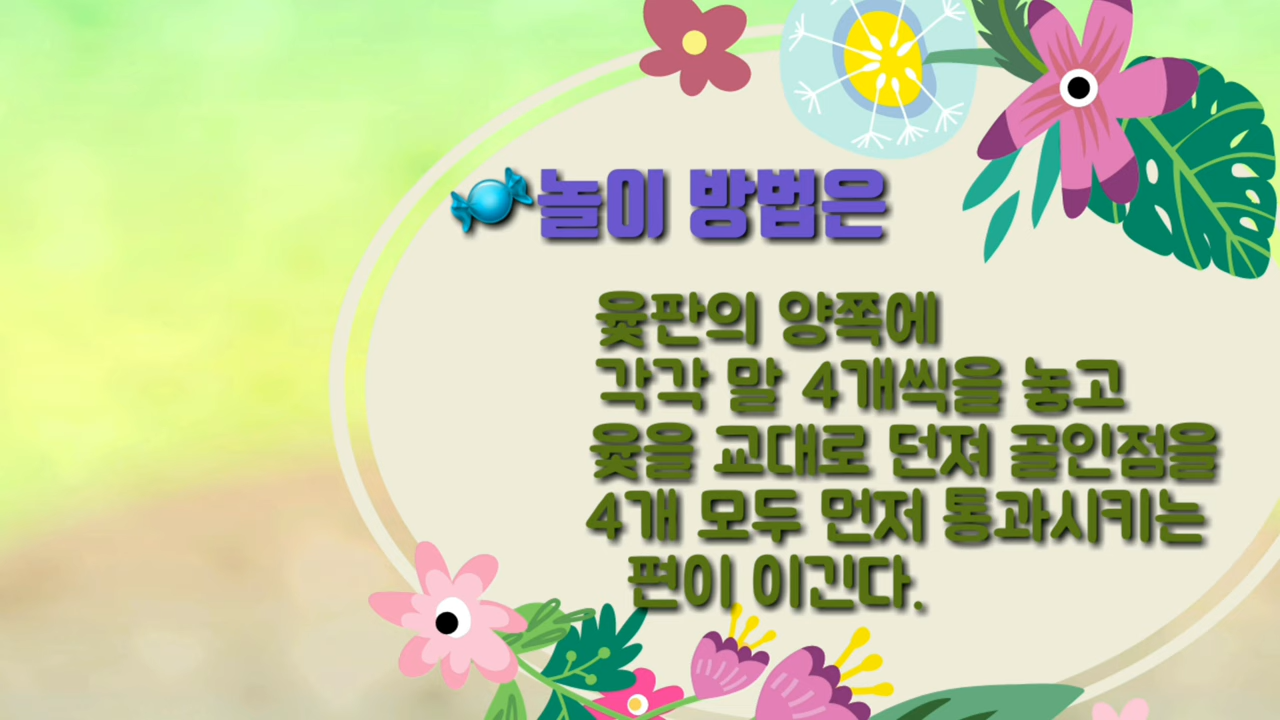 놀이 방법은
윷판의 양쪽에
각각 말 4개씩을 놓고
윷을 교대로 던져 골인점을
4개 모두 먼저 통과시키는
편이 이긴다.